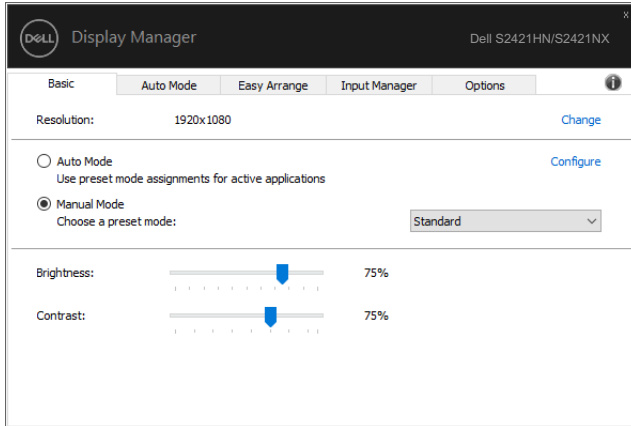 x
DELL Display Manager Dell S2421HN/S2421NX
Basic Auto Mode Easy Arrange Input Manager Options i
Resolution: 1920x1080 Change
Auto Mode Configure
Use preset mode assignments for active applications
Manual Mode
Choose a preset mode: Standard
Brightness: 75%
Contrast: 75%